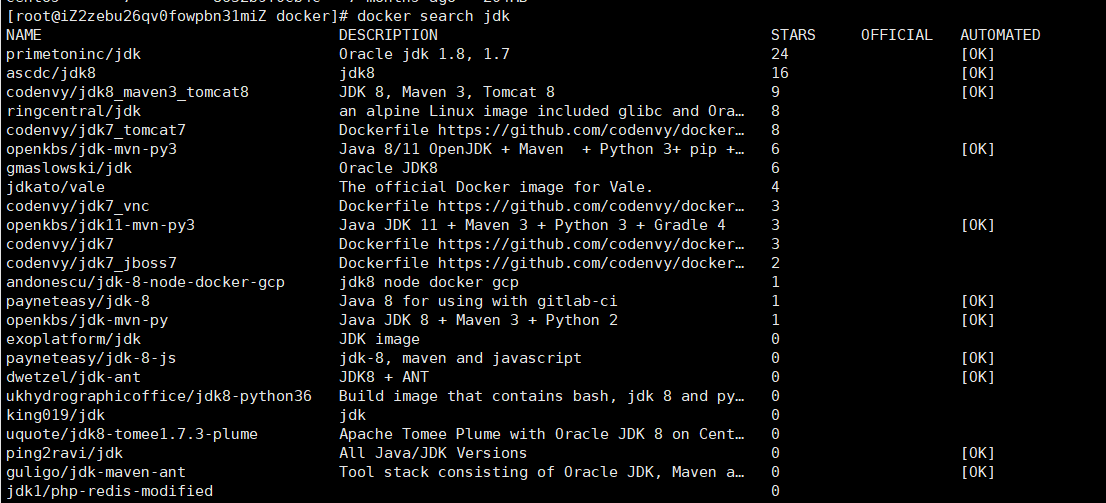 [root@iZ2zebu26qv0fowpbn31miZ docker]# docker search jdk
NAME DESCRIPTION STARS OFFICIAL AUTOMATED
primetoninc/jdk Oracle jdk 1.8, 1.7 24 [OK]
ascdc/jdk8 jdk8 16 [OK]
codenvy/jdk8_maven3_tomcat8 JDK 8, Maven 3, Tomcat 8 9 [OK]
ringcentral/jdk an alpine Linux image included glibc and Ora… 8
codenvy/jdk7_tomcat7 Dockerfile https://github.com/codenvy/docker… 8
openkbs/jdk-mvn-py3 Java 8/11 OpenJDK + Maven  + Python 3+ pip +… 6 [OK]
gmaslowski/jdk Oracle JDK8 6
jdkato/vale The official Docker image for Vale. 4
codenvy/jdk7_vnc Dockerfile https://github.com/codenvy/docker… 3
openkbs/jdk11-mvn-py3 Java JDK 11 + Maven 3 + Python 3 + Gradle 4 3 [OK]
codenvy/jdk7 Dockerfile https://github.com/codenvy/docker… 3
codenvy/jdk7_jboss7 Dockerfile https://github.com/codenvy/docker… 2
andonescu/jdk-8-node-docker-gcp jdk8 node docker gcp 1
payneteasy/jdk-8 Java 8 for using with gitlab-ci 1 [OK]
openkbs/jdk-mvn-py Java JDK 8 + Maven 3 + Python 2 1 [OK]
exoplatform/jdk JDK image 0
payneteasy/jdk-8-js jdk-8, maven and javascript 0 [OK]
dwetzel/jdk-ant JDK8 + ANT 0 [OK]
ukhydrographicoffice/jdk8-python36 Build image that contains bash, jdk 8 and py… 0
king019/jdk jdk 0
uquote/jdk8-tomee1.7.3-plume Apache Tomee Plume with Oracle JDK 8 on Cent… 0
ping2ravi/jdk All Java/JDK Versions 0 [OK]
guligo/jdk-maven-ant Tool stack consisting of Oracle JDK, Maven a… 0 [OK]
jdk1/php-redis-modified 0